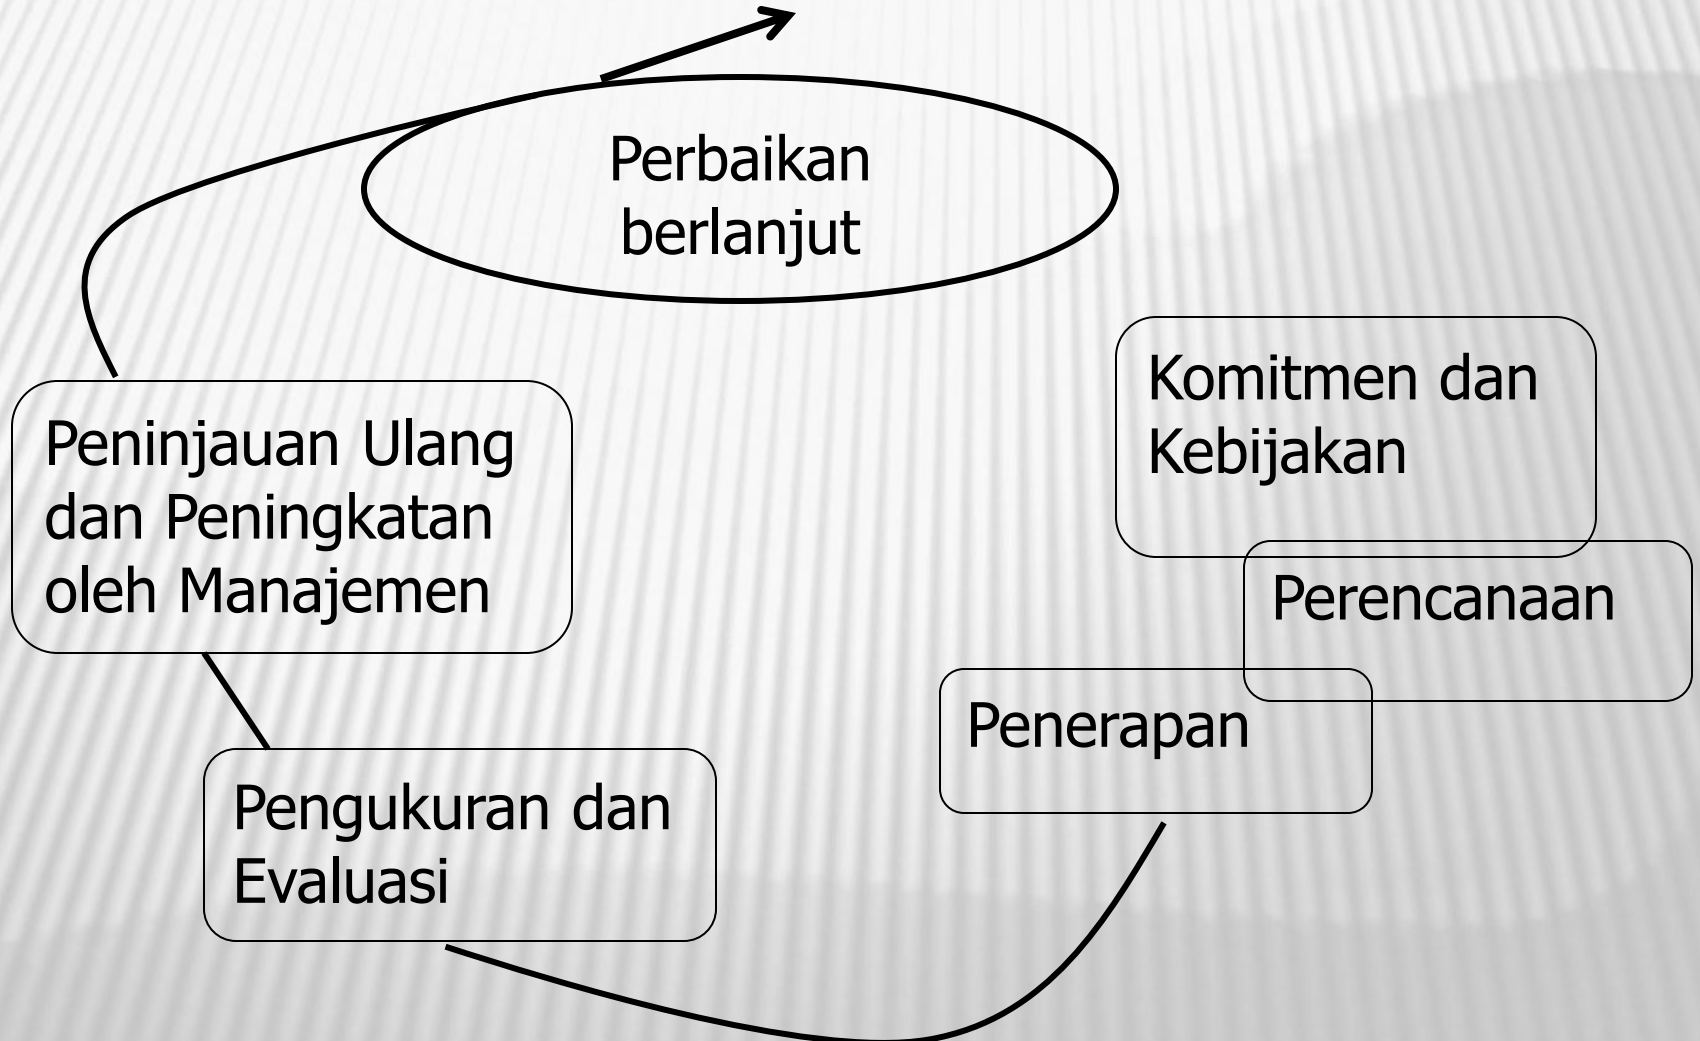 Perbaikan
berlanjut
Komitmen dan
Kebijakan
Peninjauan Ulang
dan Peningkatan
oleh Manajemen
Perencanaan
Penerapan
Pengukuran dan
Evaluasi